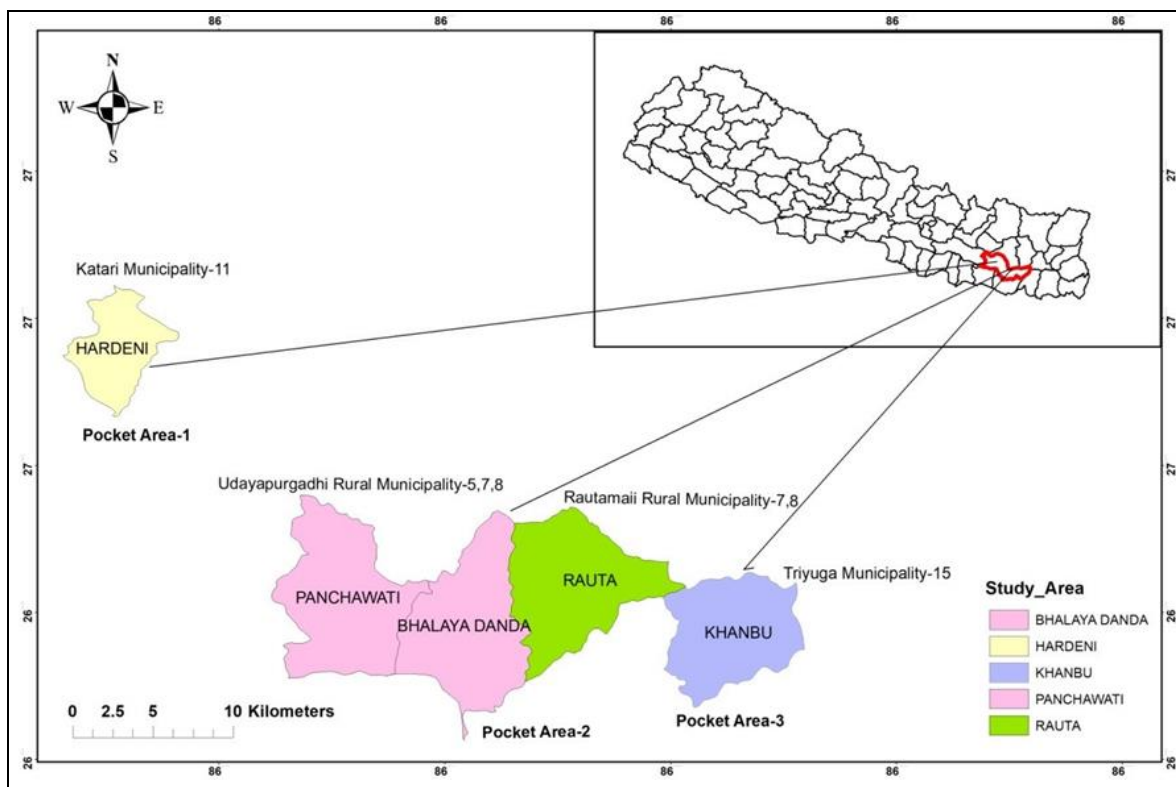 86 86 86 86 86
N
W E
S
27 27
Katari Municipality-11
27 27
HARDENI
Pocket Area-1
27 27
Udayapurgadhi Rural Municipality-5,7,8
Rautamaii Rural Municipality-7,8
Triyuga Municipality-15
RAUTA
Study_Area
PANCHAWATI
26 26
BHALAYA DANDA
BHALAYA DANDA
KHANBU
HARDENI
KHANBU
PANCHAWATI
RAUTA
0 2.5 5 10 Kilometers
Pocket Area-2
Pocket Area-3
26 26
86 86 86 86 86